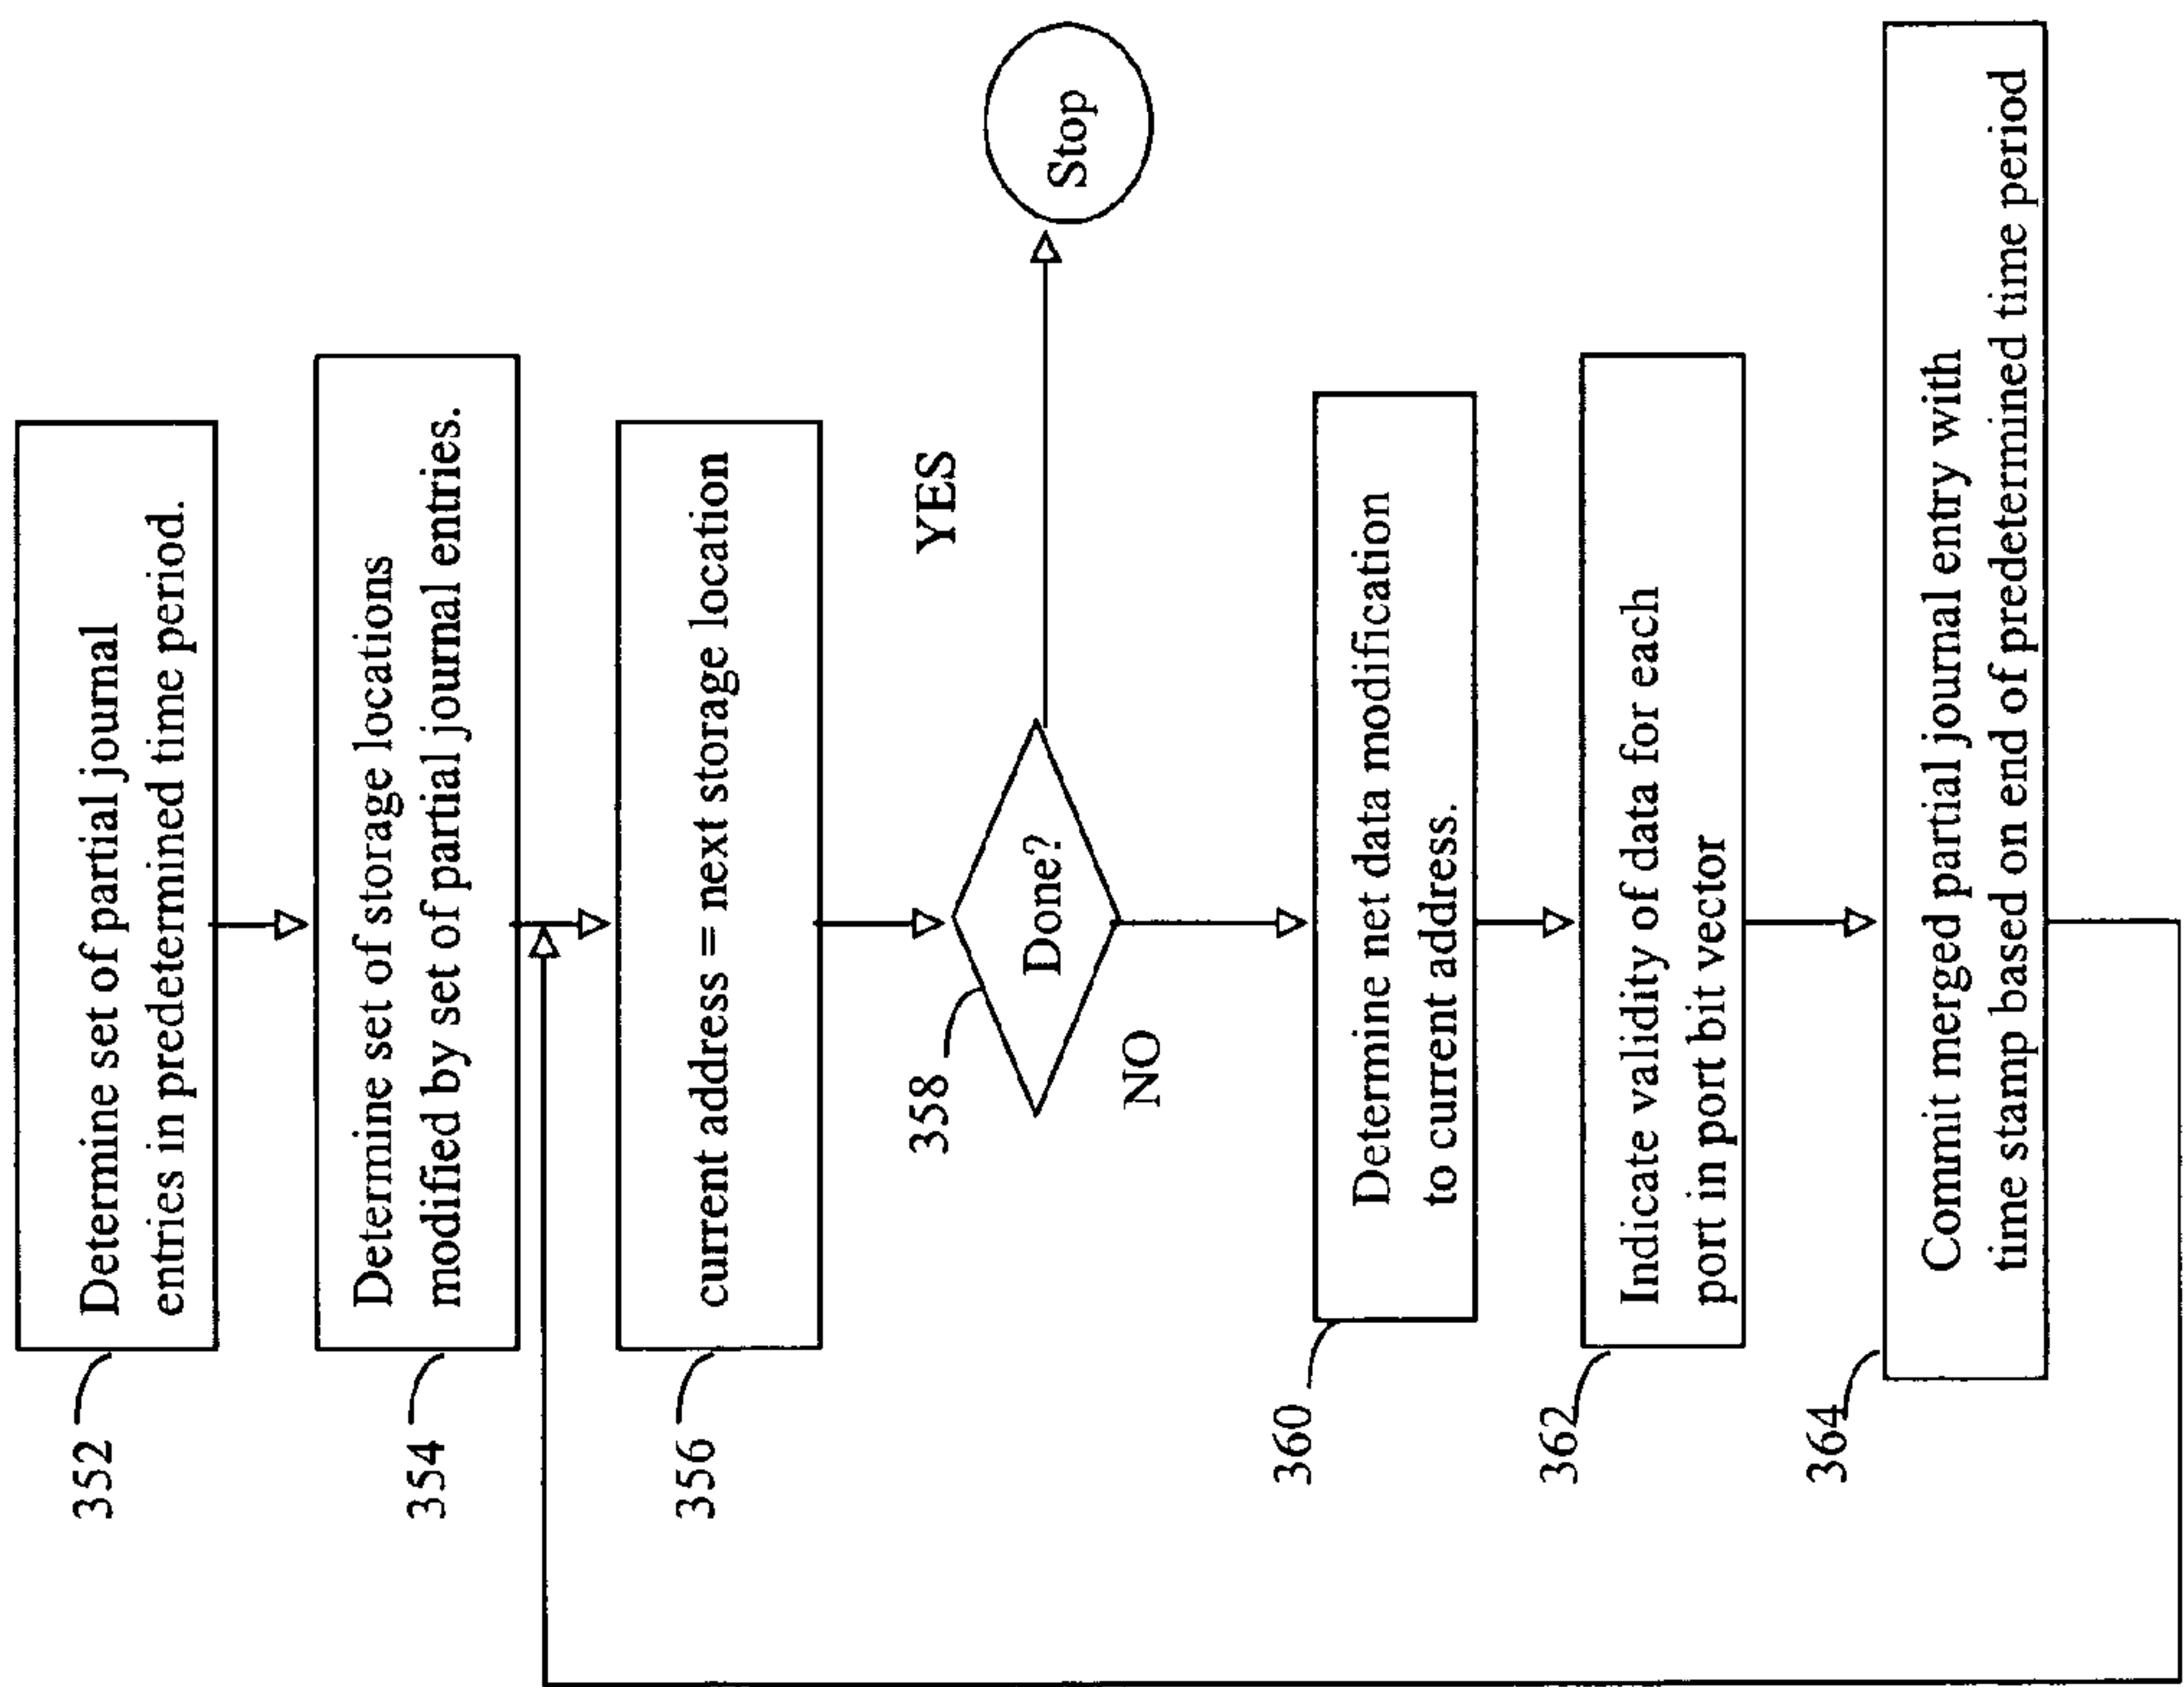 352
Determine set of partial journal
entries in predetermined time period.
354
Determine set of storage locations
modified by set of partial journal entries.
356
current address = next storage location
358
Done?
YES
Stop
NO
360
Determine net data modification
to current address.
362
Indicate validity of data for each
port in port bit vector
364
Commit merged partial journal entry with
time stamp based on end of predetermined time period